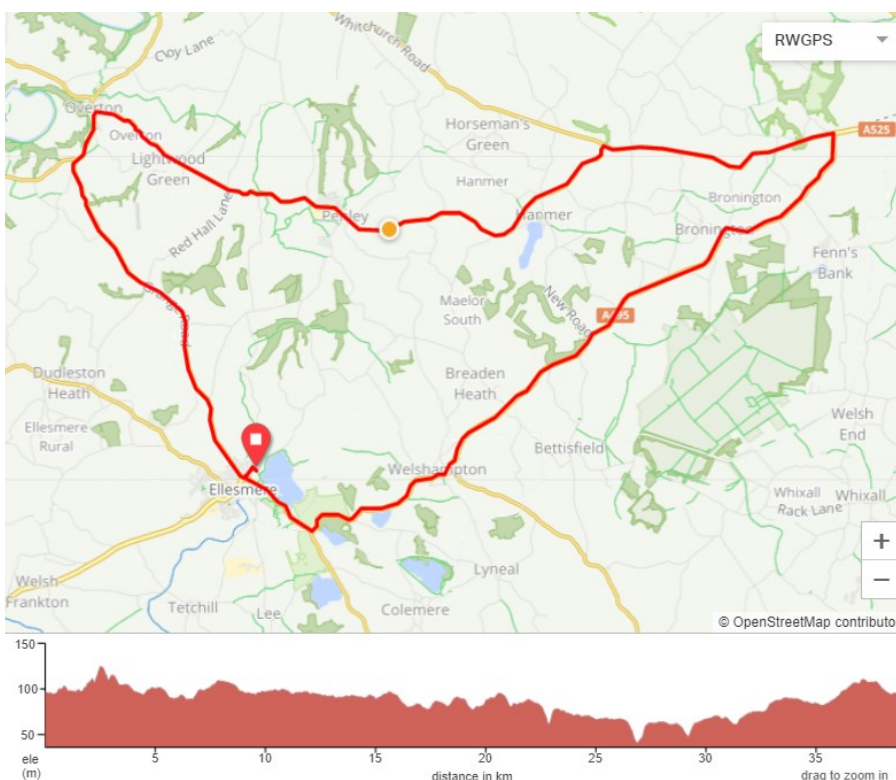 Whitchurch Road
RWGPS
Cloy Lane
Overton
A525
Overton
Horseman's
Green
Lightwood
Green
Hanmer
Bronington
Red Hall Lane
Penley
Hanmer
Bronington
Fenn's
Bank
New Road
Maelor
South
A495
Dudleston
Heath
Breaden
Heath
Welsh
End
Ellesmere
Rural
Bettisfield
Welshampton
Ellesmere
Whixall
Whixall
Rack Lane
+
Lyneal
−
Welsh
Frankton
Tetchill
Lee
Colemere
© OpenStreetMap contributo
150
100
50
ele
(m)
5
10
15
20
25
30
35
distance in km
drag to zoom in